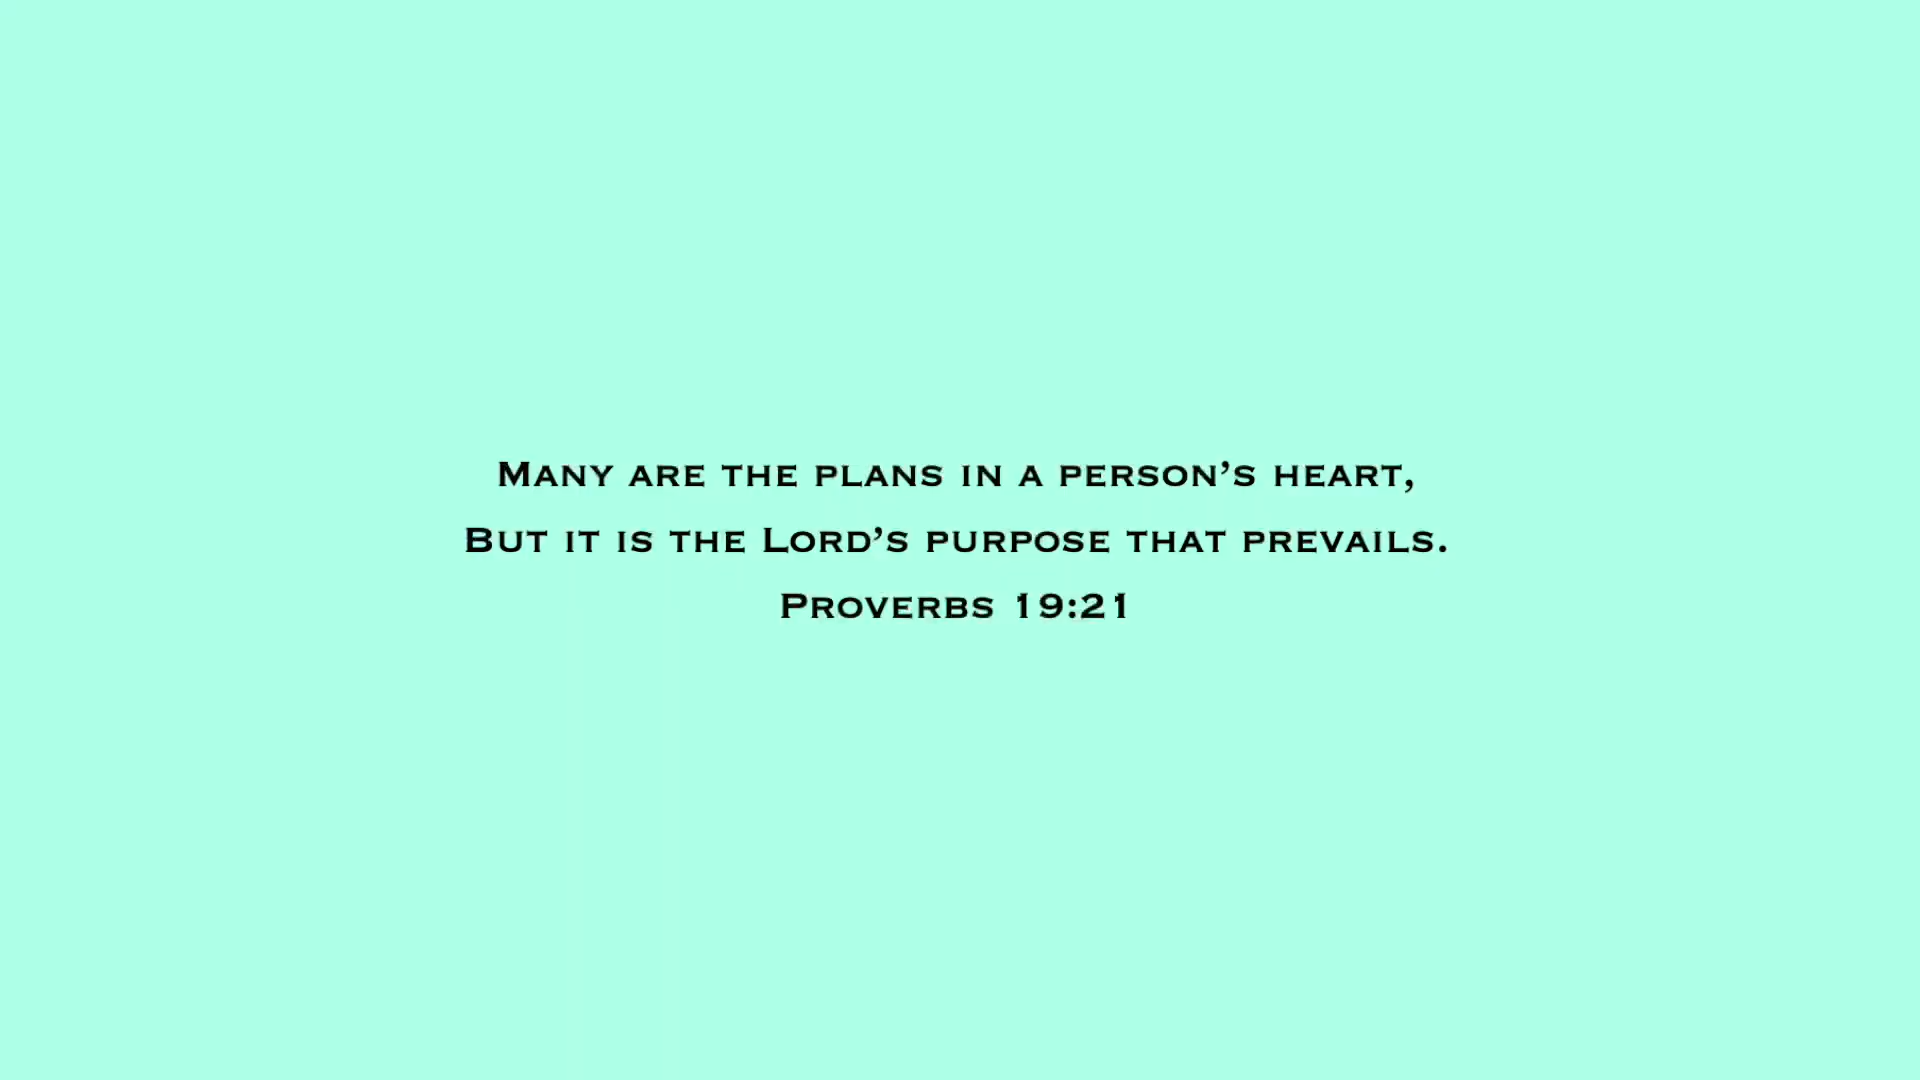 Many are the plans in a person’s heart,
But it is the Lord’s purpose that prevails.
Proverbs 19:21